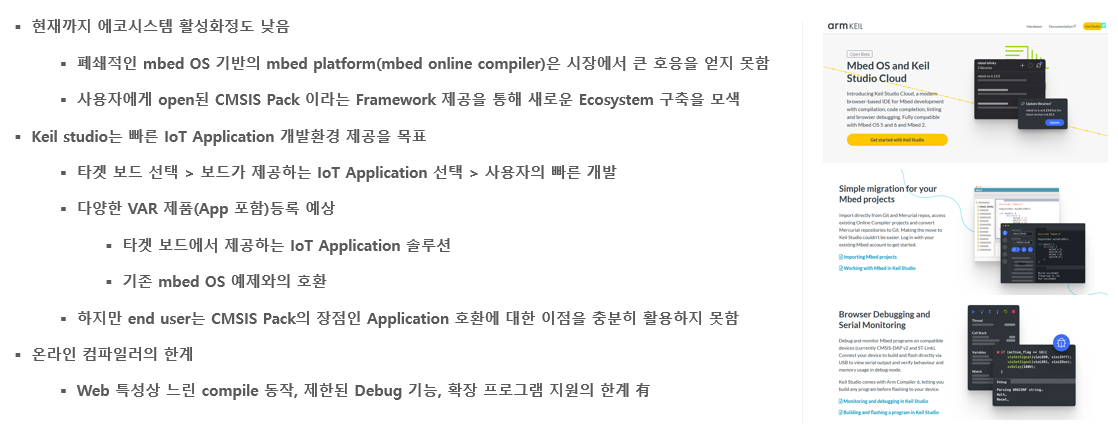 ▪ 현재까지 에코시스템 활성화정도 낮음
▪ 폐쇄적인 mbed OS 기반의 mbed platform(mbed online compiler)은 시장에서 큰 호응을 얻지 못함
▪ 사용자에게 open된 CMSIS Pack 이라는 Framework 제공을 통해 새로운 Ecosystem 구축을 모색
▪ Keil studio는 빠른 IoT Application 개발환경 제공을 목표
▪ 타겟 보드 선택 > 보드가 제공하는 IoT Application 선택 > 사용자의 빠른 개발
▪ 다양한 VAR 제품(App 포함)등록 예상
▪ 타겟 보드에서 제공하는 IoT Application 솔루션
▪ 기존 mbed OS 예제와의 호환
▪ 하지만 end user는 CMSIS Pack의 장점인 Application 호환에 대한 이점을 충분히 활용하지 못함
▪ 온라인 컴파일러의 한계
▪ Web 특성상 느린 compile 동작, 제한된 Debug 기능, 확장 프로그램 지원의 한계 有
arm KEIL
Hardware Documentation Keil Studio
Open Beta
Mbed OS and Keil
Studio Cloud
Introducing Keil Studio Cloud, a modern
browser-based IDE for Mbed development
with compilation, code completion, linting
and browser debugging. Fully compatible
with Mbed OS 5 and 6 and Mbed 2.
Get started with Keil Studio
Update libraries?
Simple migration for your
Mbed projects
Import directly from Git and Mercurial repos, access
existing Online Compiler projects and convert
Mercurial repositories to Git. Making the move to
Keil Studio couldn't be easier. Log in with your
existing Mbed account to get started.
Importing Mbed projects
Working with Mbed in Keil Studio
Browser Debugging and
Serial Monitoring
Debug and monitor Mbed programs on compatible
devices (currently CMSIS-DAP v2 and ST-Link).
Connect your device to build and flash directly via
USB to view serial output and verify behaviour and
memory usage in debug mode.
Keil Studio comes with Arm Compiler 6, letting you
build any program before flashing to your device.
Monitoring and debugging in Keil Studio
Building and flashing a program in Keil Studio
Thread
Call Stack
Variables
Watch
Debug